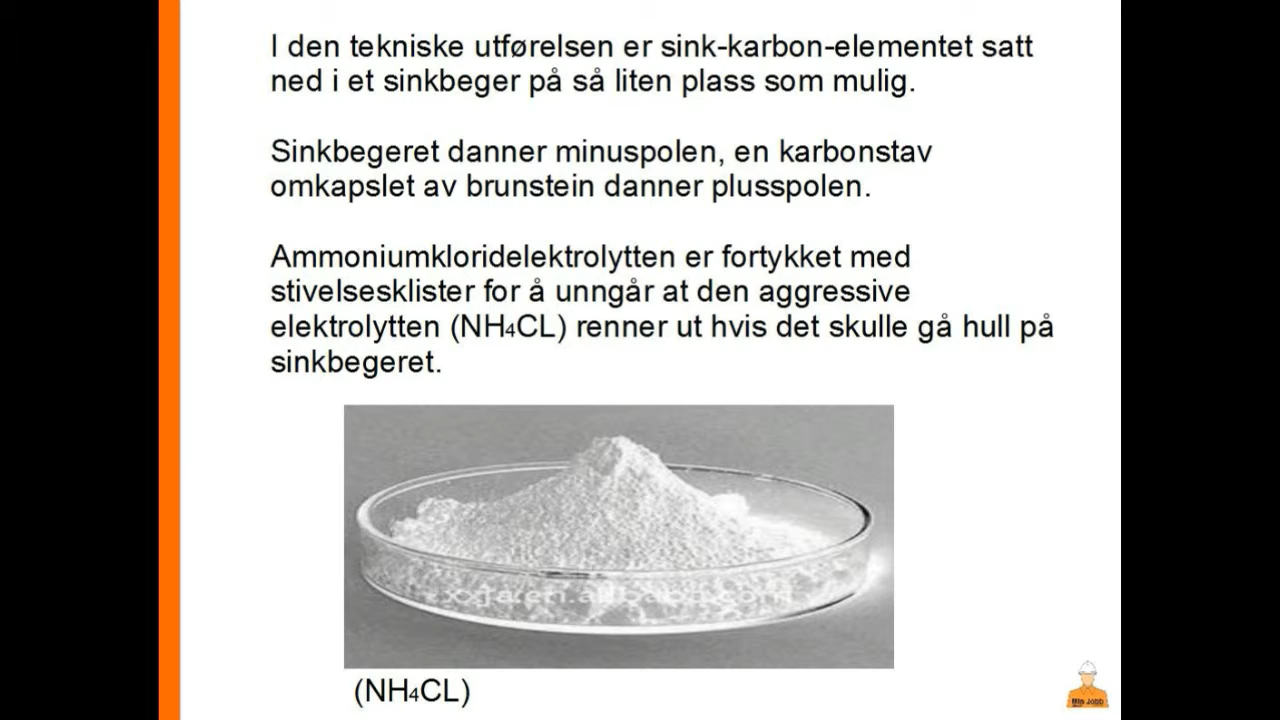 I den tekniske utførelsen er sink-karbon-elementet satt
ned i et sinkbeger på så liten plass som mulig.
Sinkbegeret danner minuspolen, en karbonstav
omkapslet av brunstein danner plusspolen.
Ammoniumkloridelektrolytten er fortykket med
stivelsesklister for å unngår at den aggressive
elektrolytten (NH₄CL) renner ut hvis det skulle gå hull på
sinkbegeret.
(NH₄CL)
Min Jobb